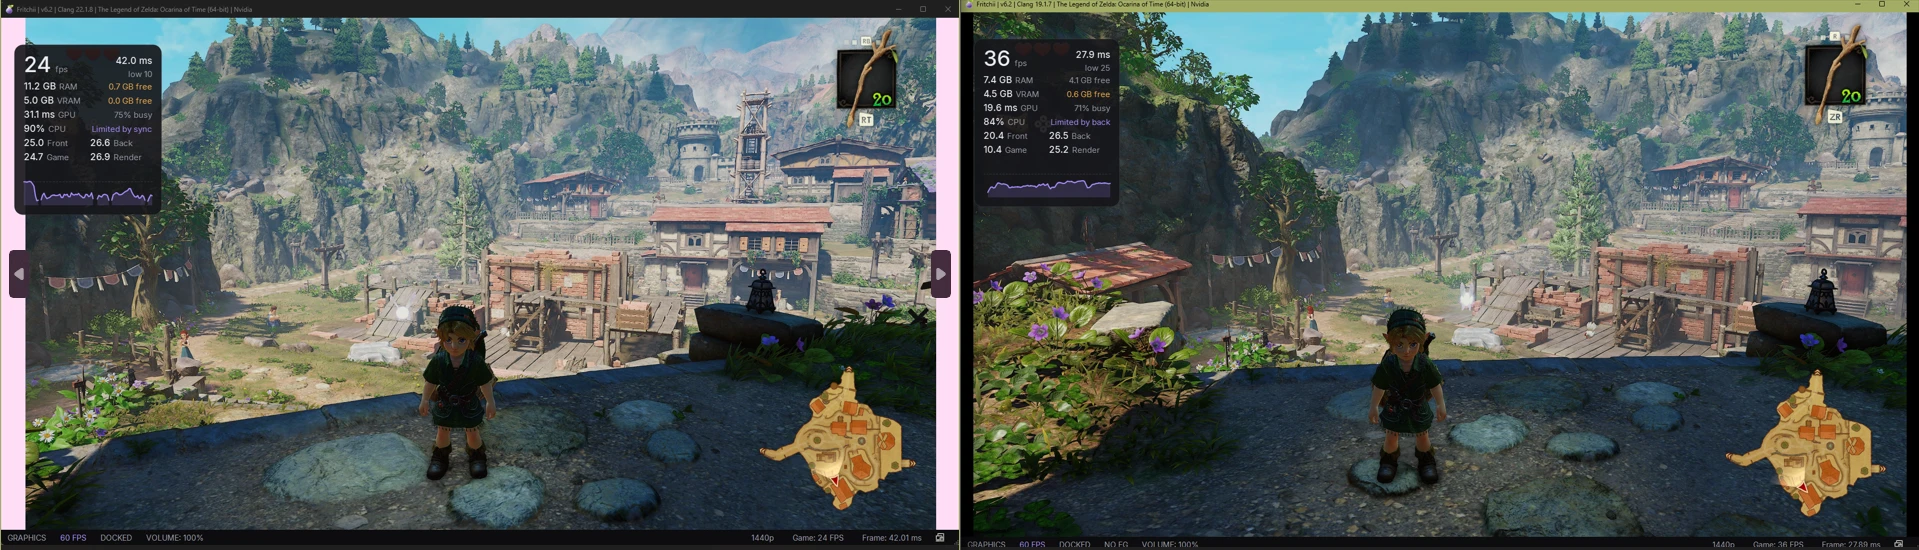 Fritchii | v6.2 | Clang 22.1.8 | The Legend of Zelda: Ocarina of Time (64-bit) | Nvidia
24 fps 42.0 ms
low 10
11.2 GB RAM 0.7 GB free
5.0 GB VRAM 0.0 GB free
31.1 ms GPU 75% busy
90% CPU Limited by sync
25.0 Front 26.6 Back
24.7 Game 26.9 Render
20
RT
GRAPHICS 60 FPS DOCKED VOLUME: 100% 1440p Game: 24 FPS Frame: 42.01 ms
Fritchii | v6.2 | Clang 19.1.7 | The Legend of Zelda: Ocarina of Time (64-bit) | Nvidia
36 fps 27.9 ms
low 25
7.4 GB RAM 4.1 GB free
4.5 GB VRAM 0.6 GB free
19.6 ms GPU 71% busy
84% CPU Limited by back
20.4 Front 26.5 Back
10.4 Game 25.2 Render
R
20
ZR
GRAPHICS 60 FPS DOCKED NO FG VOLUME: 100% 1440p Game: 36 FPS Frame: 27.89 ms